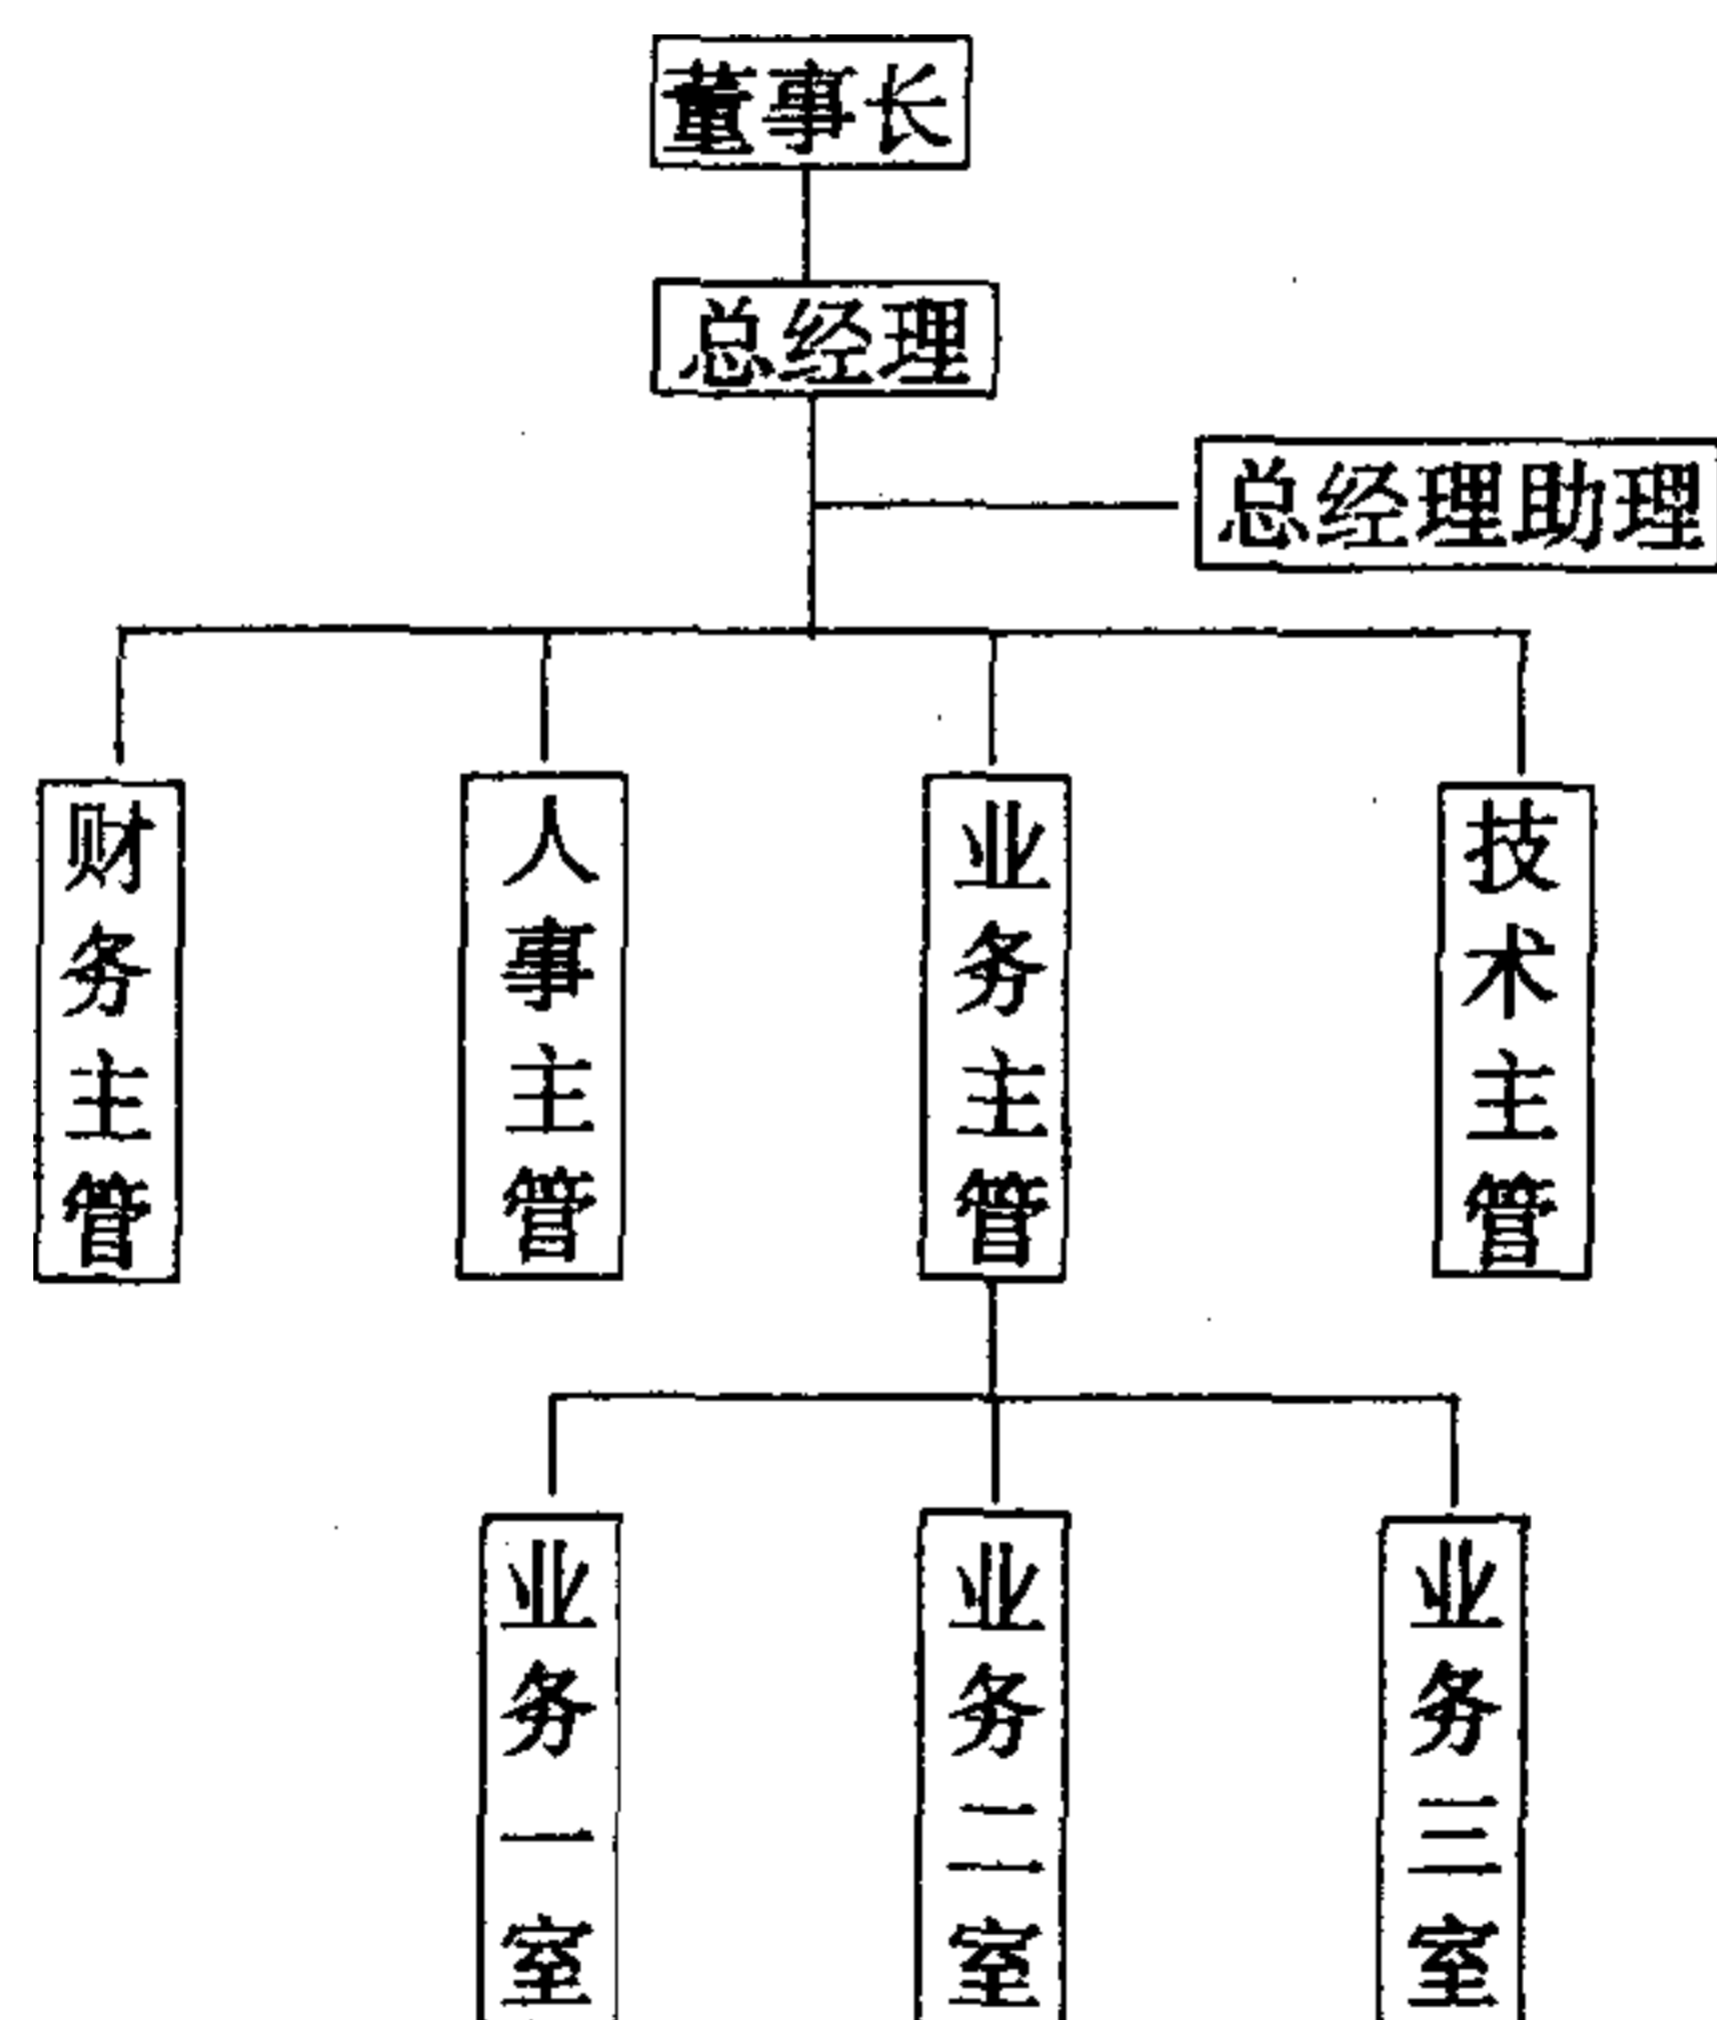 董事长
总经理
总经理助理
财务主管
人事主管
业务主管
技术主管
业务一室
业务二室
业务三室